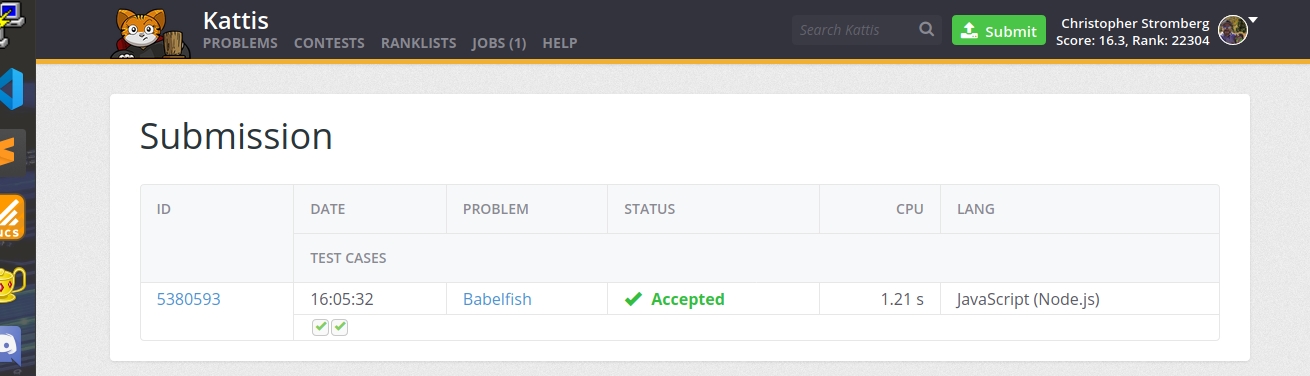 Kattis
PROBLEMS CONTESTS RANKLISTS JOBS (1) HELP
Search Kattis
Submit
Christopher Stromberg
Score: 16.3, Rank: 22304
Submission
ID DATE PROBLEM STATUS CPU LANG
TEST CASES
5380593 16:05:32 Babelfish Accepted 1.21 s JavaScript (Node.js)
UCS